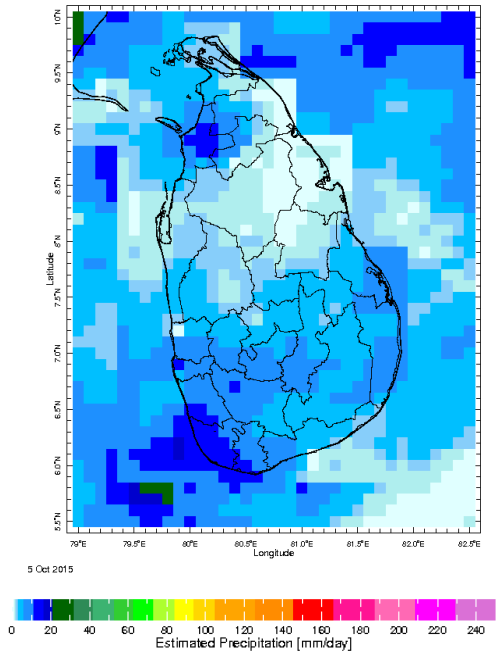 10°N
9.5°N
9°N
8.5°N
8°N
7.5°N
7.0°N
6.5°N
6.0°N
5.5°N
Latitude
79°E 79.5°E 80°E 80.5°E 81.0°E 81.5°E 82.0°E 82.5°E
Longitude
5 Oct 2015
0 20 40 60 80 100 120 140 160 180 200 220 240
Estimated Precipitation [mm/day]